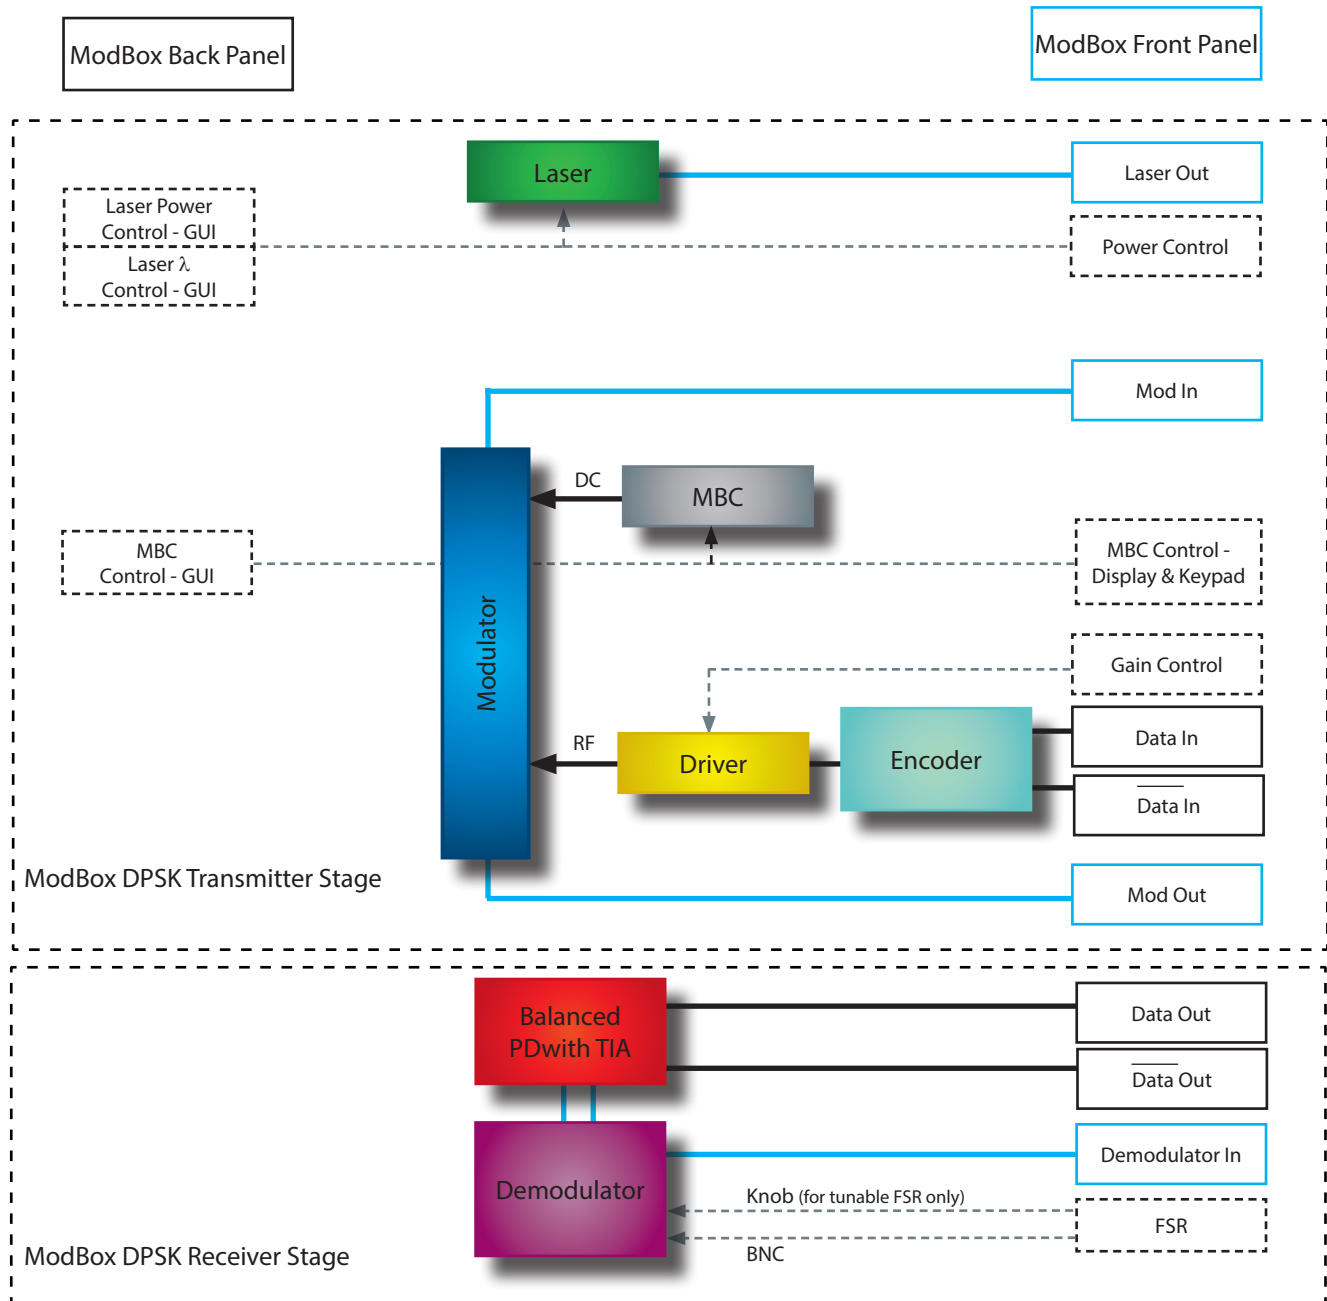 ModBox Back Panel
ModBox Front Panel
Laser
Laser Out
Laser Power
Control - GUI
Laser λ
Control - GUI
Power Control
Mod In
DC
MBC
MBC
Control - GUI
MBC Control -
Display & Keypad
Modulator
Gain Control
RF
Driver
Encoder
Data In
Data In
ModBox DPSK Transmitter Stage
Mod Out
Balanced
PDwith TIA
Data Out
Data Out
Demodulator
Demodulator In
Knob (for tunable FSR only)
FSR
BNC
ModBox DPSK Receiver Stage